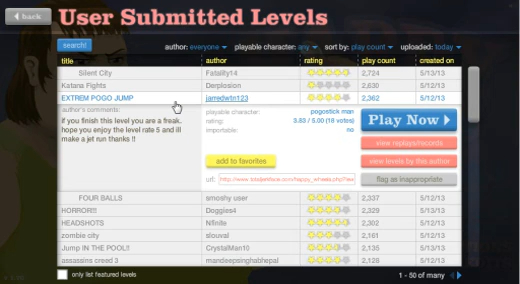 back
User Submitted Levels
search!
author: everyone playable character: any sort by: play count uploaded: today
title author rating play count created on
Silent City Fatality14 2,724 5/13/13
Katana Fights Derplosion 2,630 5/13/13
EXTREM POGO JUMP jarredwtn123 2,362 5/13/12
author's comments:
if you finish this level you are a freak.
hope you enjoy the level rate 5 and ill
make a jet run thanks !!
playable character: pogostick man
rating: 3.83 / 5.00 (18 votes)
importable: no
Play Now
view replays/records
add to favorites
view levels by this author
url:
flag as inappropriate
FOUR BALLS smoshy user 2,337 5/12/13
HORROR!!! Doggies4 2,329 5/13/13
HEADSHOTS Nifinite 2,302 5/12/13
zombie city slouval 2,161 5/12/13
Jump IN THE POOL!! CrystalMan10 2,135 5/12/13
assassins creed 3 mandeepsinghabhepal 2,128 5/12/13
only list featured levels
1 - 50 of many